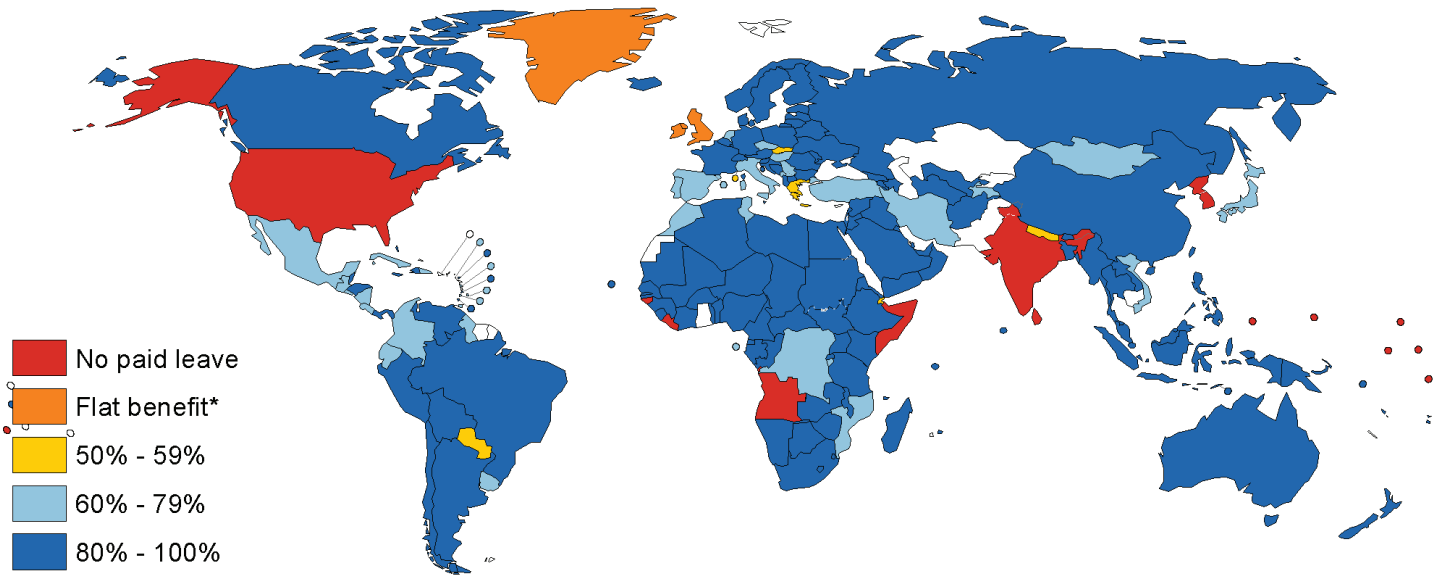 No paid leave
Flat benefit*
50% - 59%
60% - 79%
80% - 100%